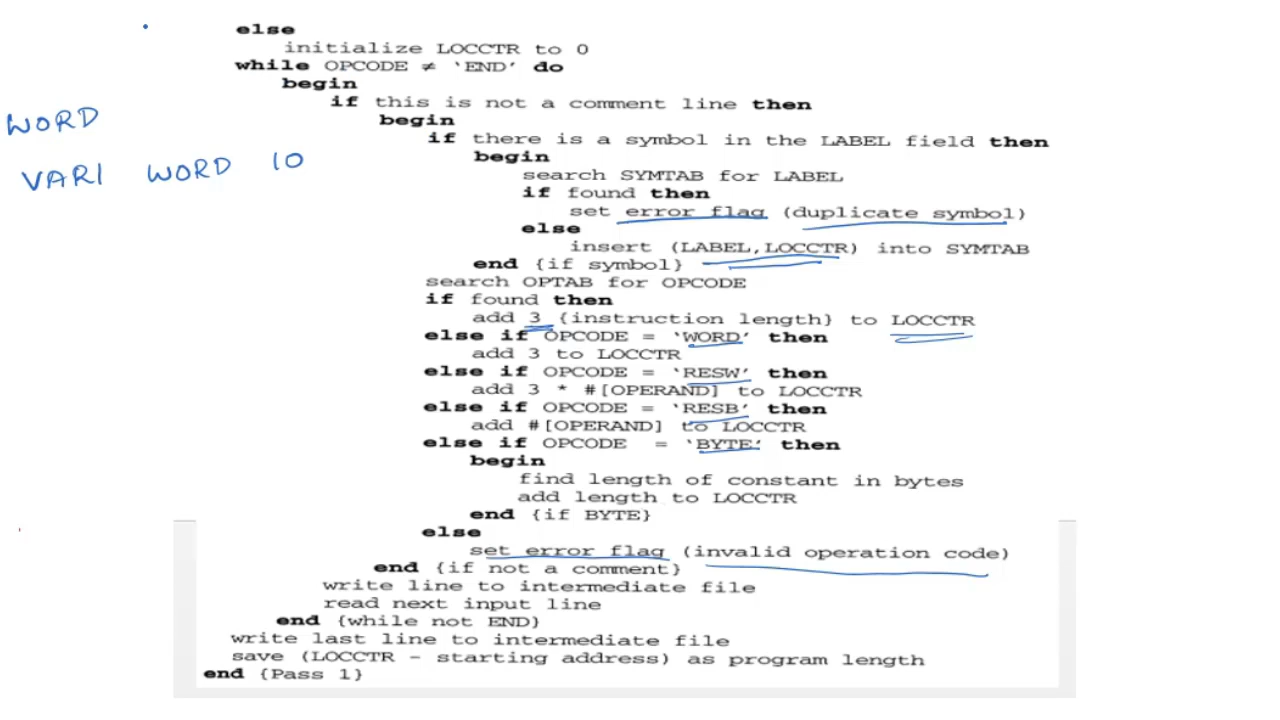 else
initialize LOCCTR to 0
while OPCODE ≠ 'END' do
begin
if this is not a comment line then
WORD
begin
if there is a symbol in the LABEL field then
begin
VAR1 WORD 10
search SYMTAB for LABEL
if found then
set error flag (duplicate symbol)
else
insert (LABEL,LOCCTR) into SYMTAB
end {if symbol}
search OPTAB for OPCODE
if found then
add 3 {instruction length} to LOCCTR
else if OPCODE = 'WORD' then
add 3 to LOCCTR
else if OPCODE = 'RESW' then
add 3 * #[OPERAND] to LOCCTR
else if OPCODE = 'RESB' then
add #[OPERAND] to LOCCTR
else if OPCODE = 'BYTE' then
begin
find length of constant in bytes
add length to LOCCTR
end {if BYTE}
else
set error flag (invalid operation code)
end {if not a comment}
write line to intermediate file
read next input line
end {while not END}
write last line to intermediate file
save (LOCCTR - starting address) as program length
end {Pass 1}